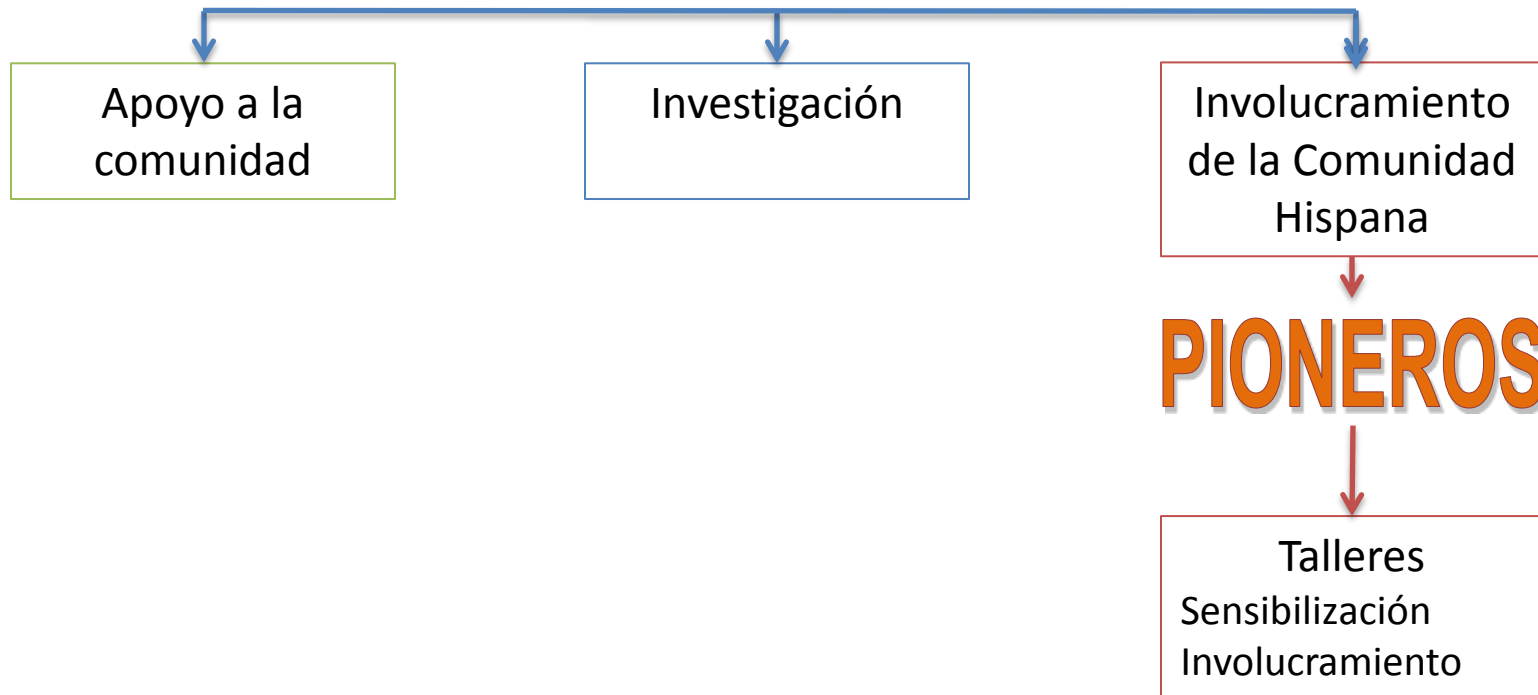 Apoyo a la
comunidad
Investigación
Involucramiento
de la Comunidad
Hispana
PIONEROS
Talleres
Sensibilización
Involucramiento